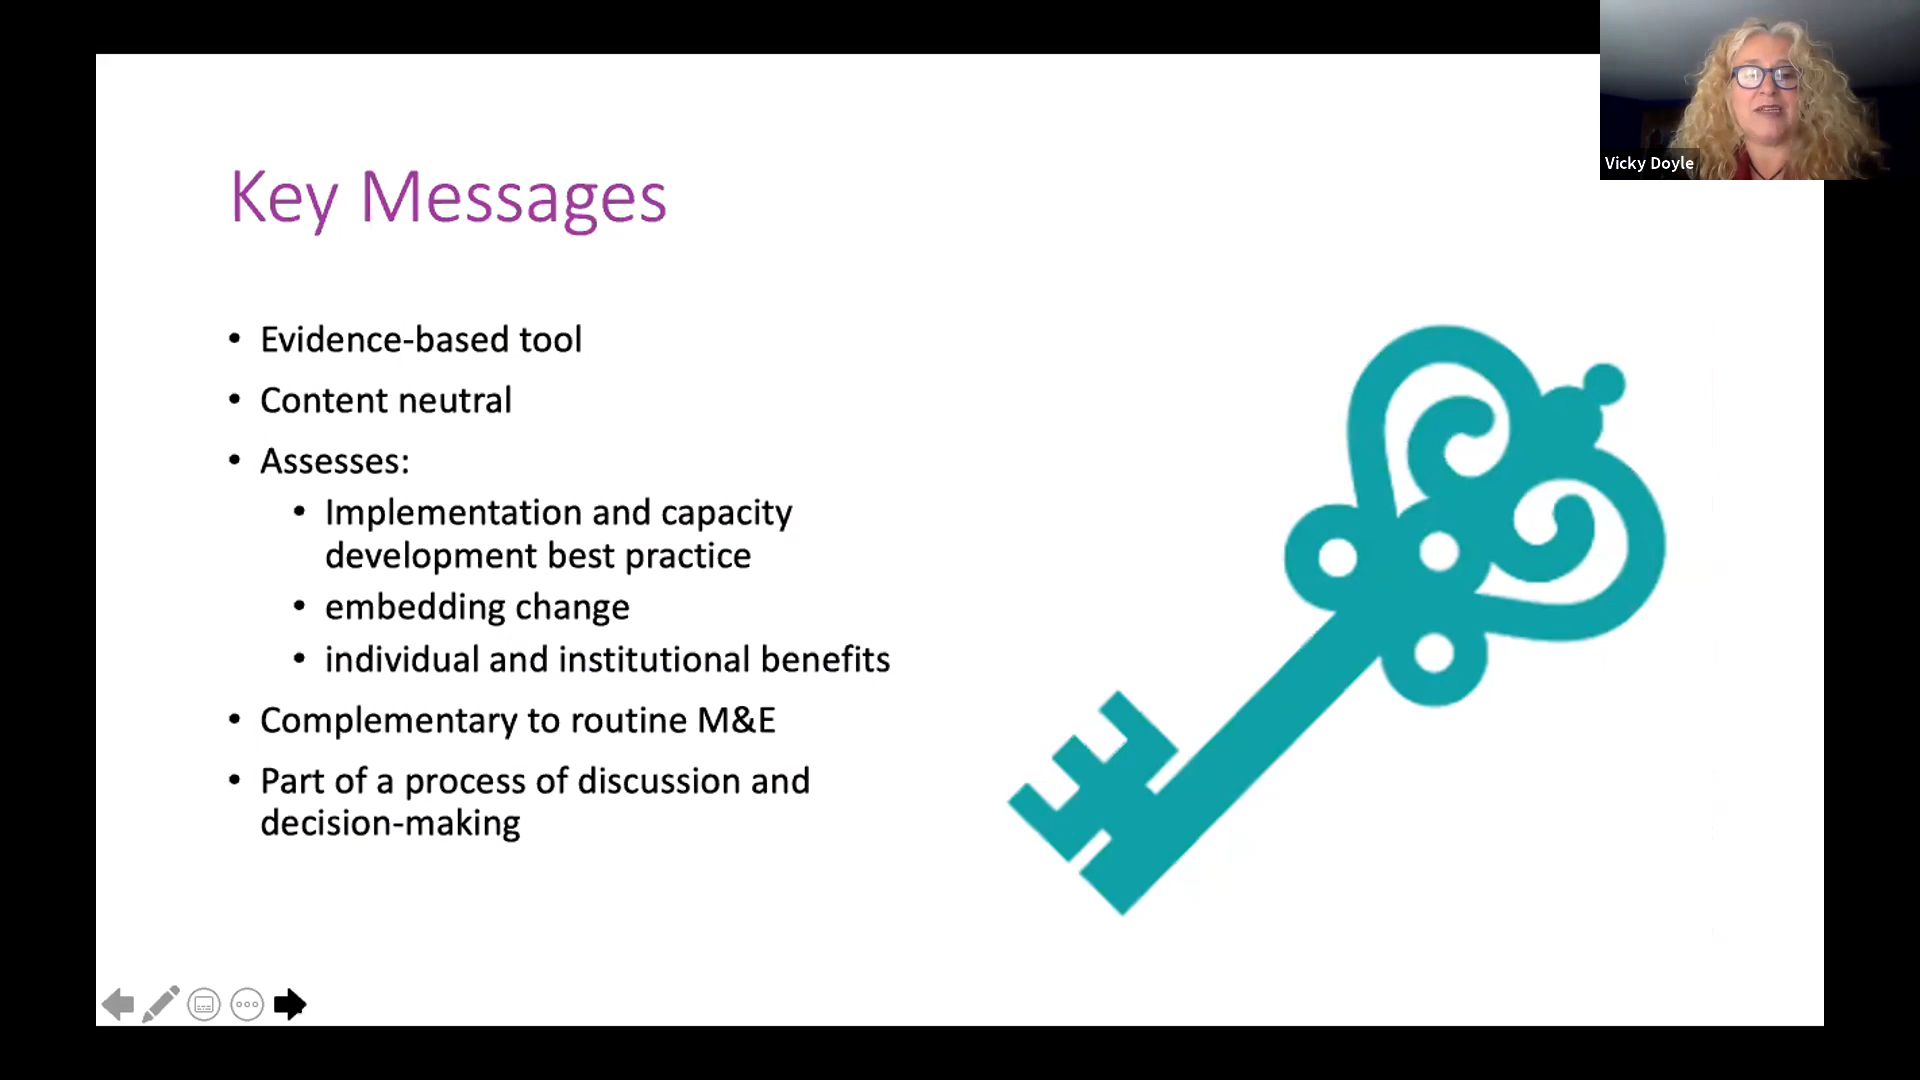 Vicky Doyle
Key Messages
• Evidence-based tool
• Content neutral
• Assesses:
• Implementation and capacity
development best practice
• embedding change
• individual and institutional benefits
• Complementary to routine M&E
• Part of a process of discussion and
decision-making